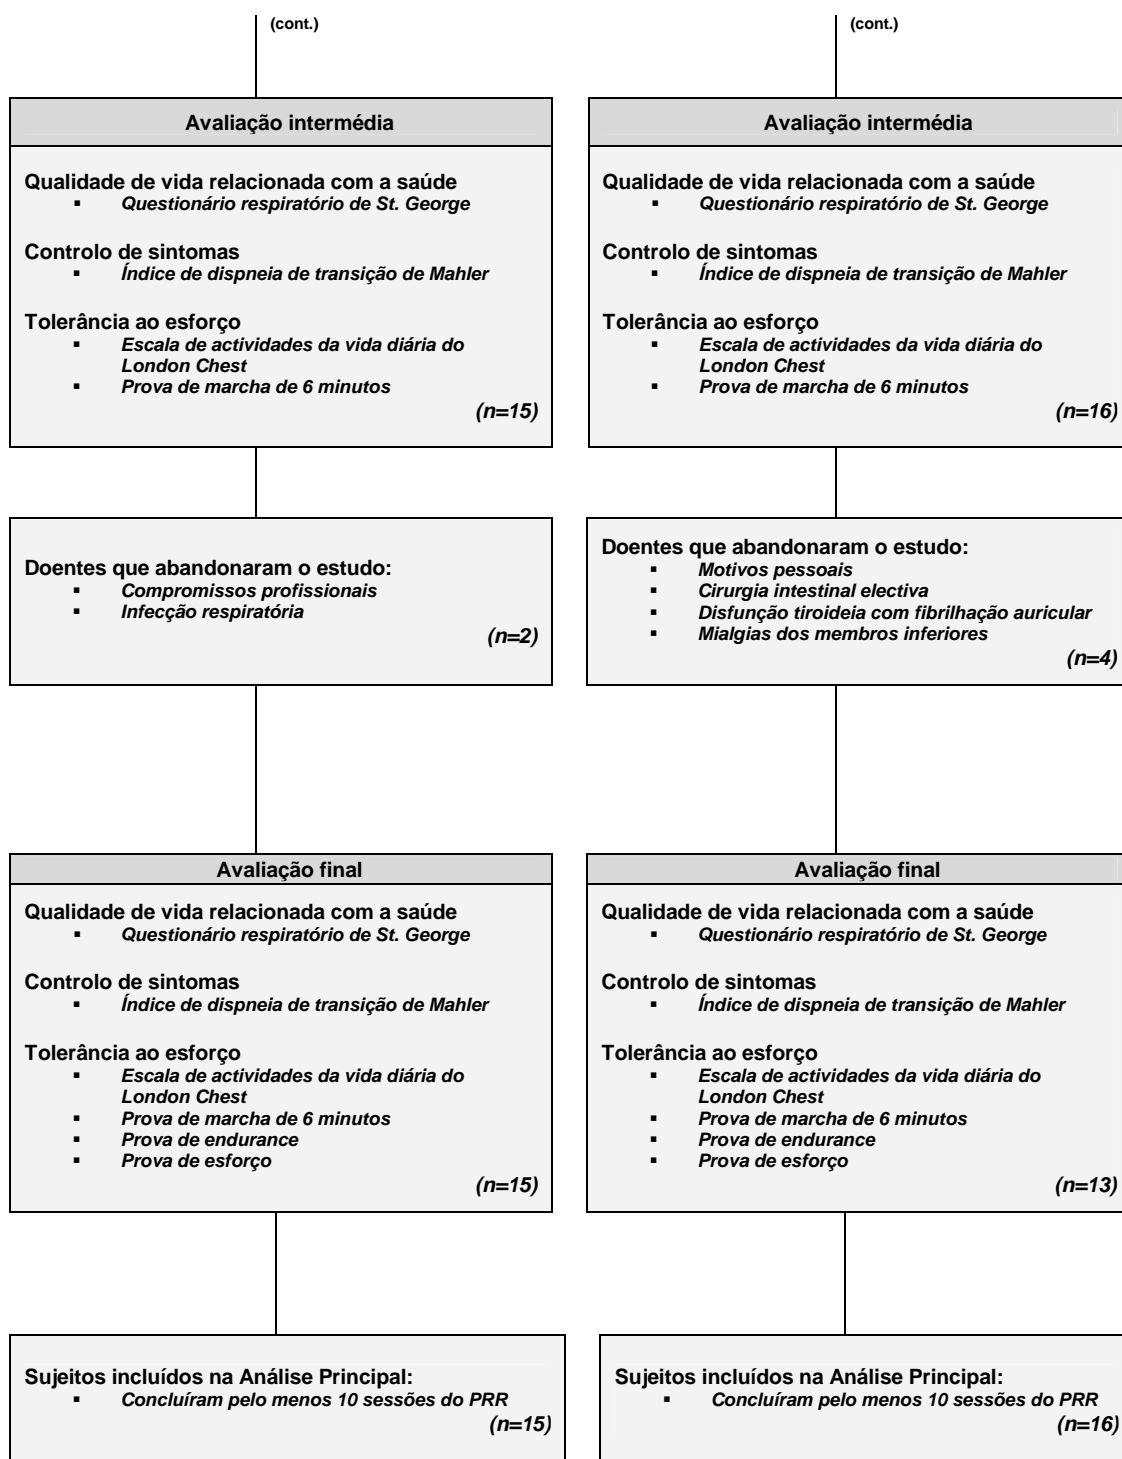 (cont.)
(cont.)
Avaliação intermédia
Qualidade de vida relacionada com a saúde
▪ Questionário respiratório de St. George
Controlo de sintomas
▪ Índice de dispneia de transição de Mahler
Tolerância ao esforço
▪ Escala de actividades da vida diária do
London Chest
▪ Prova de marcha de 6 minutos
(n=15)
Avaliação intermédia
Qualidade de vida relacionada com a saúde
▪ Questionário respiratório de St. George
Controlo de sintomas
▪ Índice de dispneia de transição de Mahler
Tolerância ao esforço
▪ Escala de actividades da vida diária do
London Chest
▪ Prova de marcha de 6 minutos
(n=16)
Doentes que abandonaram o estudo:
▪ Compromissos profissionais
▪ Infecção respiratória
(n=2)
Doentes que abandonaram o estudo:
▪ Motivos pessoais
▪ Cirurgia intestinal electiva
▪ Disfunção tiroideia com fibrilhação auricular
▪ Mialgias dos membros inferiores
(n=4)
Avaliação final
Qualidade de vida relacionada com a saúde
▪ Questionário respiratório de St. George
Controlo de sintomas
▪ Índice de dispneia de transição de Mahler
Tolerância ao esforço
▪ Escala de actividades da vida diária do
London Chest
▪ Prova de marcha de 6 minutos
▪ Prova de endurance
▪ Prova de esforço
(n=15)
Avaliação final
Qualidade de vida relacionada com a saúde
▪ Questionário respiratório de St. George
Controlo de sintomas
▪ Índice de dispneia de transição de Mahler
Tolerância ao esforço
▪ Escala de actividades da vida diária do
London Chest
▪ Prova de marcha de 6 minutos
▪ Prova de endurance
▪ Prova de esforço
(n=13)
Sujeitos incluídos na Análise Principal:
▪ Concluíram pelo menos 10 sessões do PRR
(n=15)
Sujeitos incluídos na Análise Principal:
▪ Concluíram pelo menos 10 sessões do PRR
(n=16)